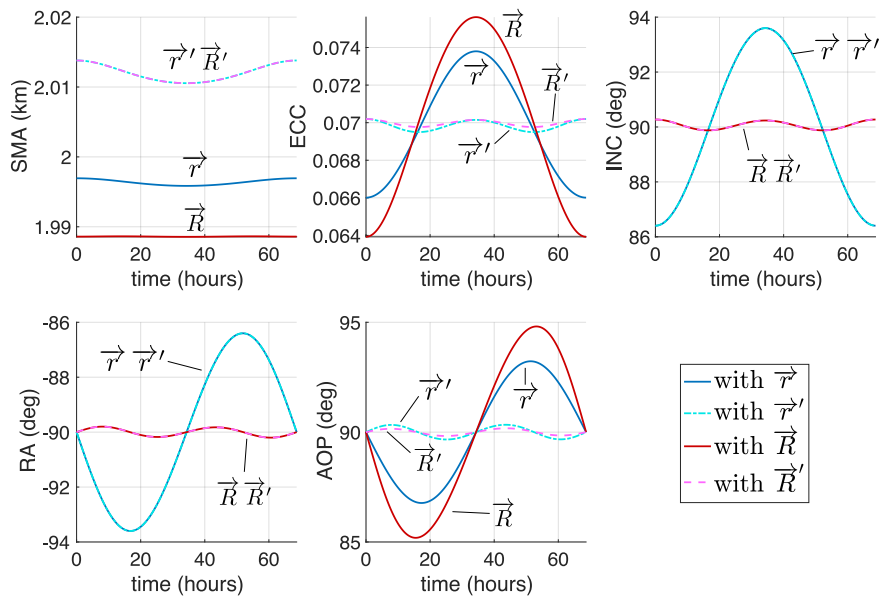 2.02
2.01
2
1.99
SMA (km)
r⃗′ R⃗′
r⃗
R⃗
0 20 40 60
time (hours)
0.074
0.072
0.07
0.068
0.066
0.064
ECC
R⃗
r⃗
R⃗′
r⃗′
0 20 40 60
time (hours)
94
92
90
88
86
INC (deg)
r⃗ r⃗′
R⃗ R⃗′
0 20 40 60
time (hours)
-86
-88
-90
-92
-94
RA (deg)
r⃗ r⃗′
R⃗ R⃗′
0 20 40 60
time (hours)
95
90
85
AOP (deg)
r⃗′
r⃗
R⃗′
R⃗
0 20 40 60
time (hours)
with r⃗
with r⃗′
with R⃗
with R⃗′